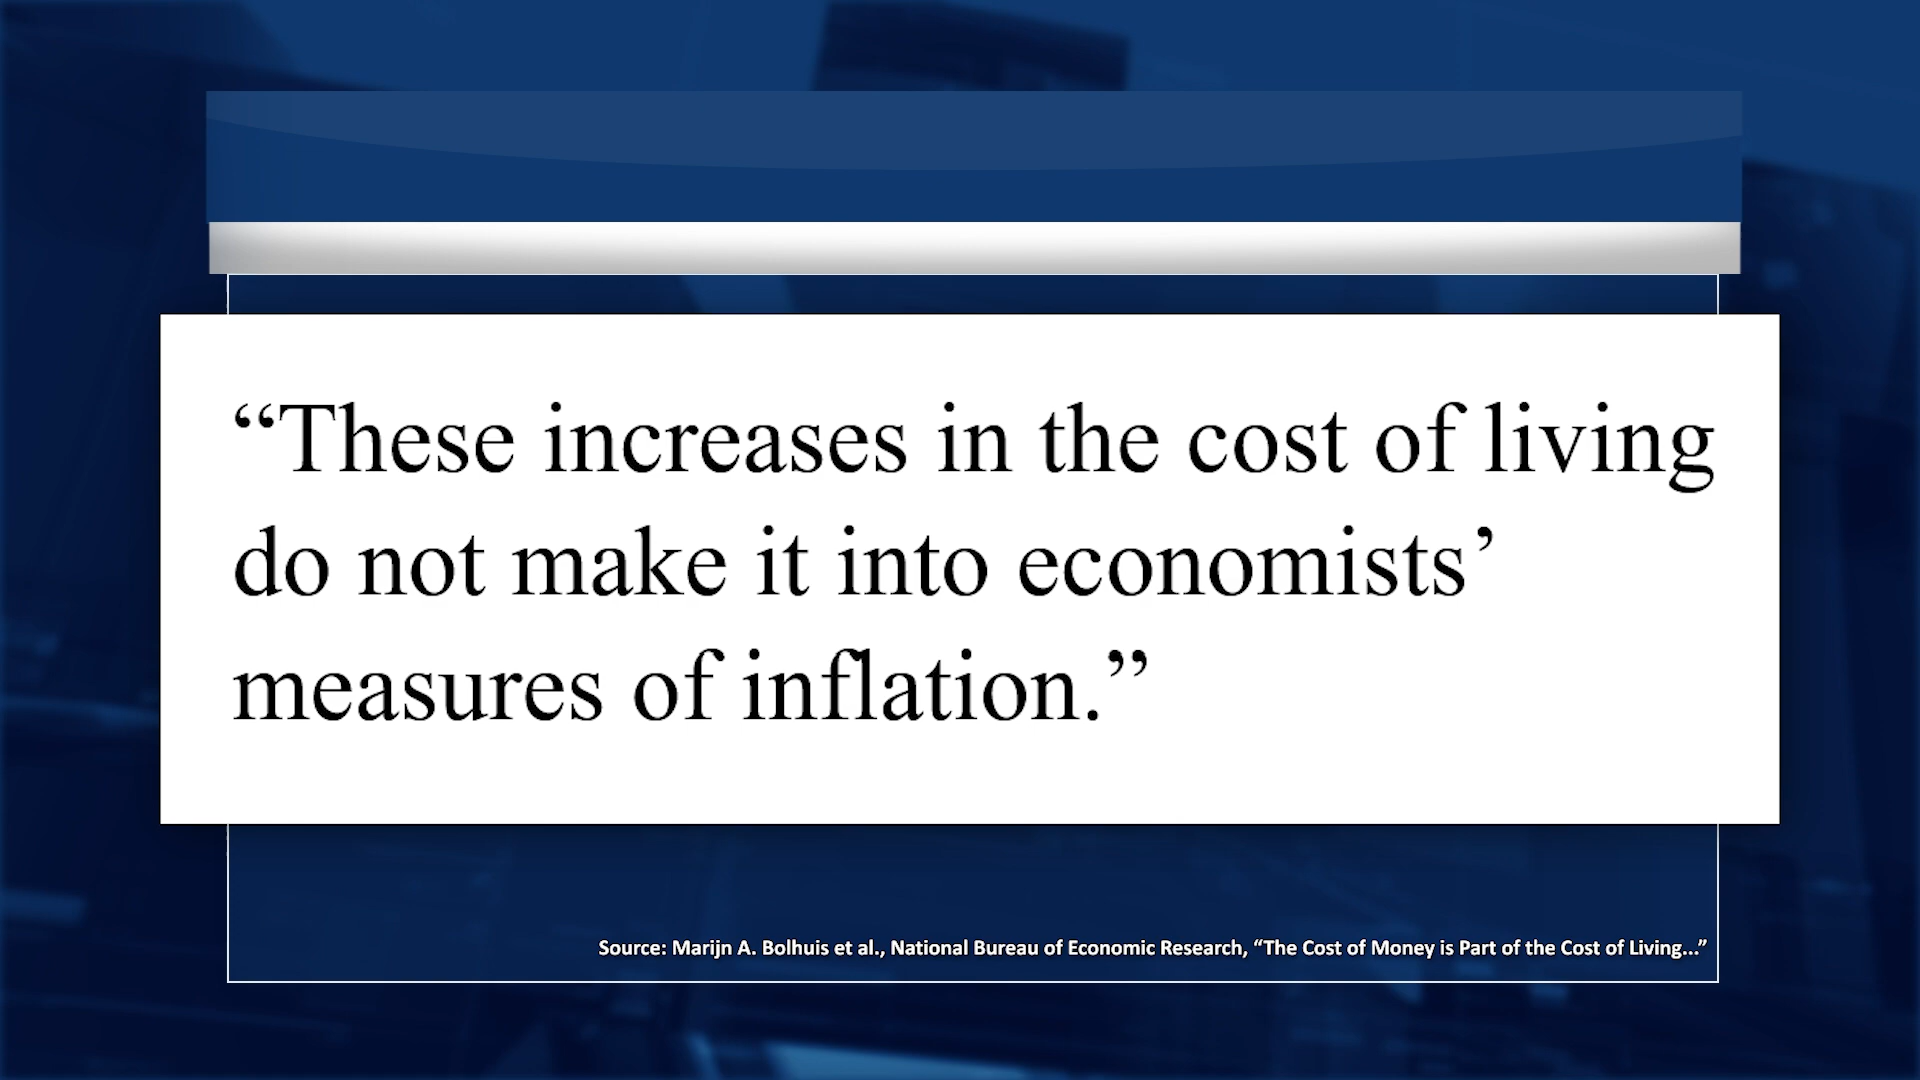 “These increases in the cost of living
do not make it into economists’
measures of inflation.”
Source: Marijn A. Bolhuis et al., National Bureau of Economic Research, “The Cost of Money is Part of the Cost of Living...”